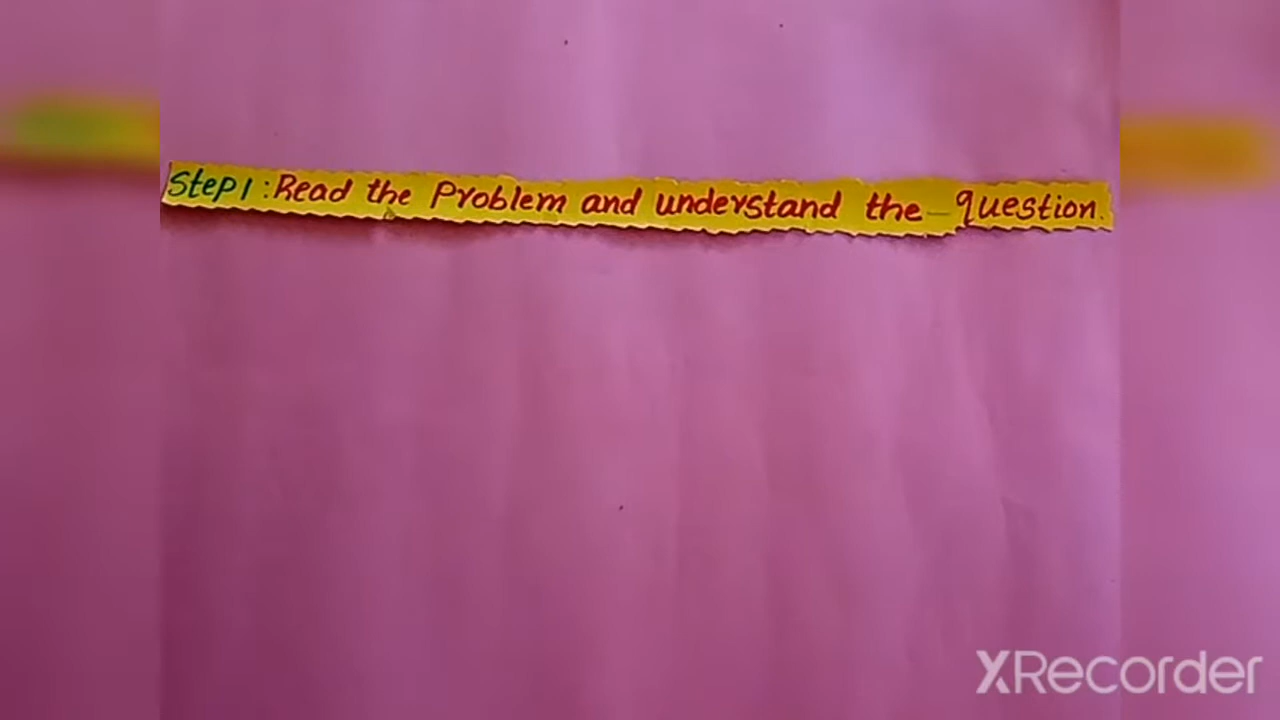 Step1: Read the Problem and understand the question.
XRecorder